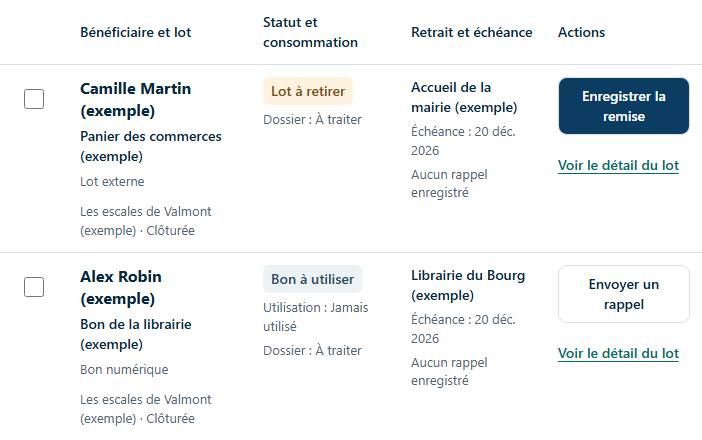 Bénéficiaire et lot
Statut et
consommation
Retrait et échéance
Actions
Camille Martin
(exemple)
Panier des commerces
(exemple)
Lot externe
Les escales de Valmont
(exemple) · Clôturée
Lot à retirer
Dossier : À traiter
Accueil de la
mairie (exemple)
Échéance : 20 déc.
2026
Aucun rappel
enregistré
Enregistrer la
remise
Voir le détail du lot
Alex Robin
(exemple)
Bon de la librairie
(exemple)
Bon numérique
Les escales de Valmont
(exemple) · Clôturée
Bon à utiliser
Utilisation : Jamais
utilisé
Dossier : À traiter
Librairie du Bourg
(exemple)
Échéance : 20 déc.
2026
Aucun rappel
enregistré
Envoyer un
rappel
Voir le détail du lot